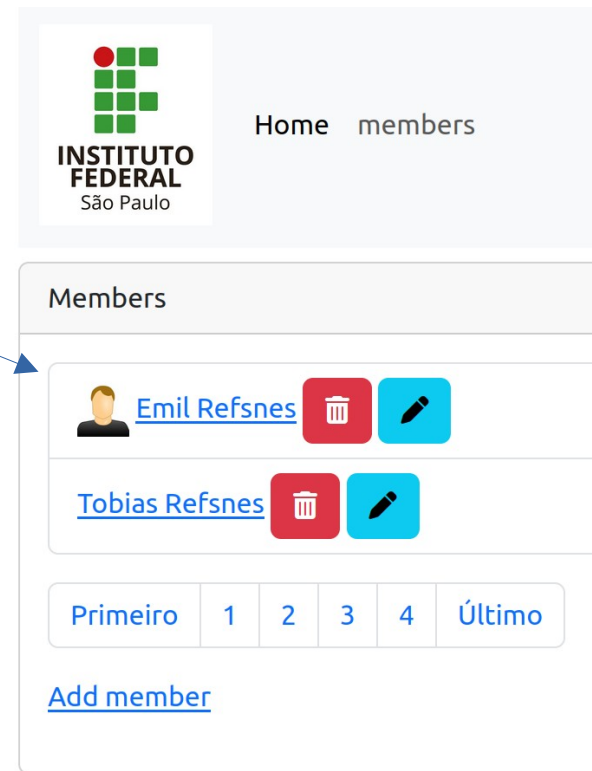 INSTITUTO
FEDERAL
São Paulo
Home members
Members
Emil Refsnes
Tobias Refsnes
Primeiro 1 2 3 4 Último
Add member